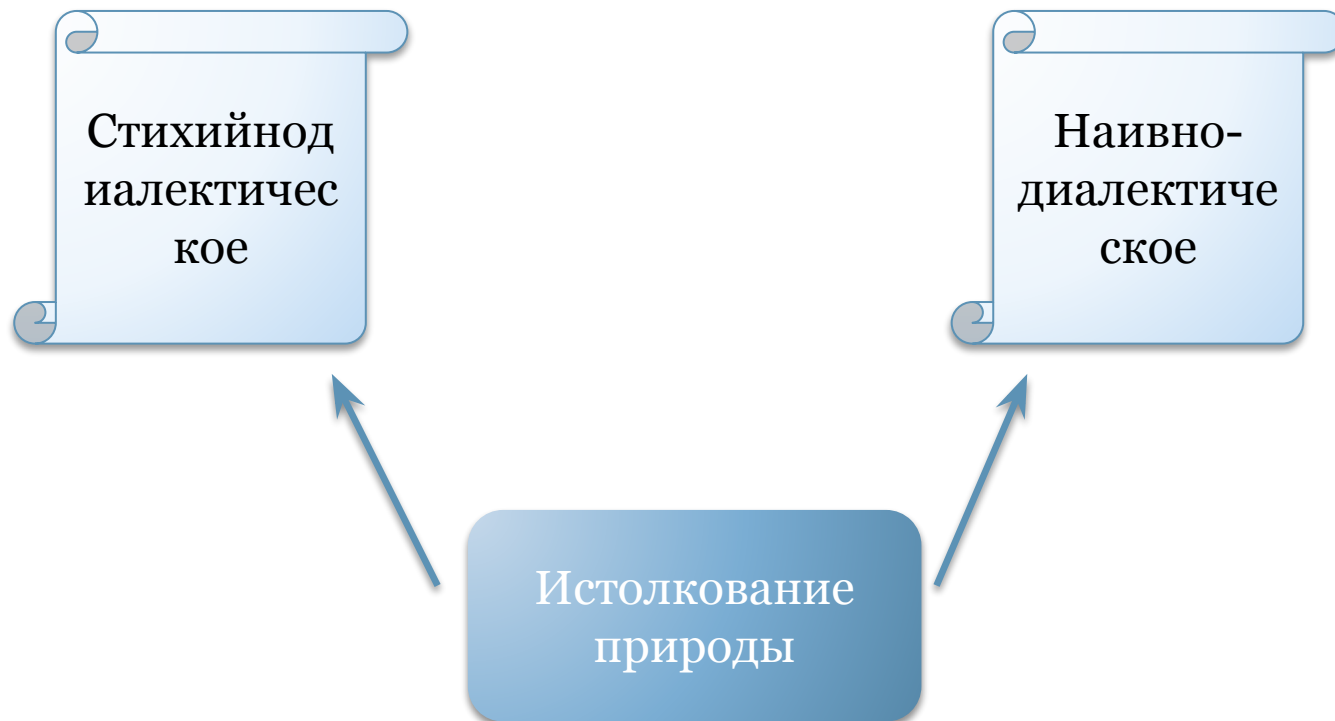 Стихийнод
иалектичес
кое
Наивно-
диалектиче
ское
Истолкование
природы